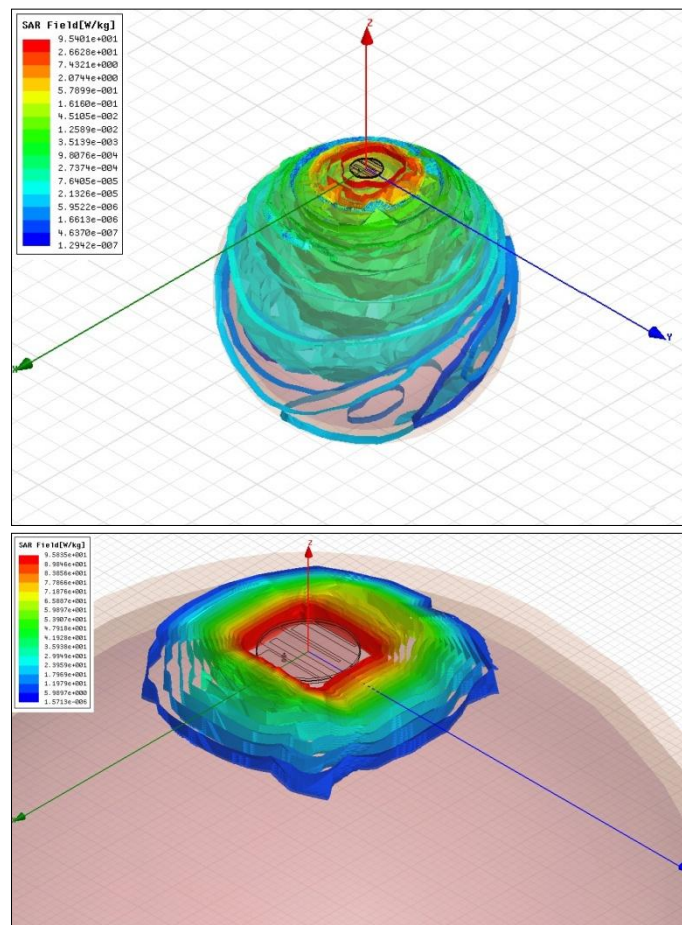 SAR Field[W/kg]
9.5401e+001
2.6628e+001
7.4321e+000
2.0744e+000
5.7899e-001
1.6160e-001
4.5105e-002
1.2589e-002
3.5139e-003
9.8076e-004
2.7374e-004
7.6405e-005
2.1326e-005
5.9522e-006
1.6613e-006
4.6370e-007
1.2942e-007
Z
Y
SAR Field[W/kg]
9.5835e+001
8.9846e+001
8.3856e+001
7.7866e+001
7.1876e+001
6.5887e+001
5.9897e+001
5.3907e+001
4.7918e+001
4.1928e+001
3.5938e+001
2.9949e+001
2.3959e+001
1.7969e+001
1.1979e+001
5.9897e+000
1.5713e-006
Z